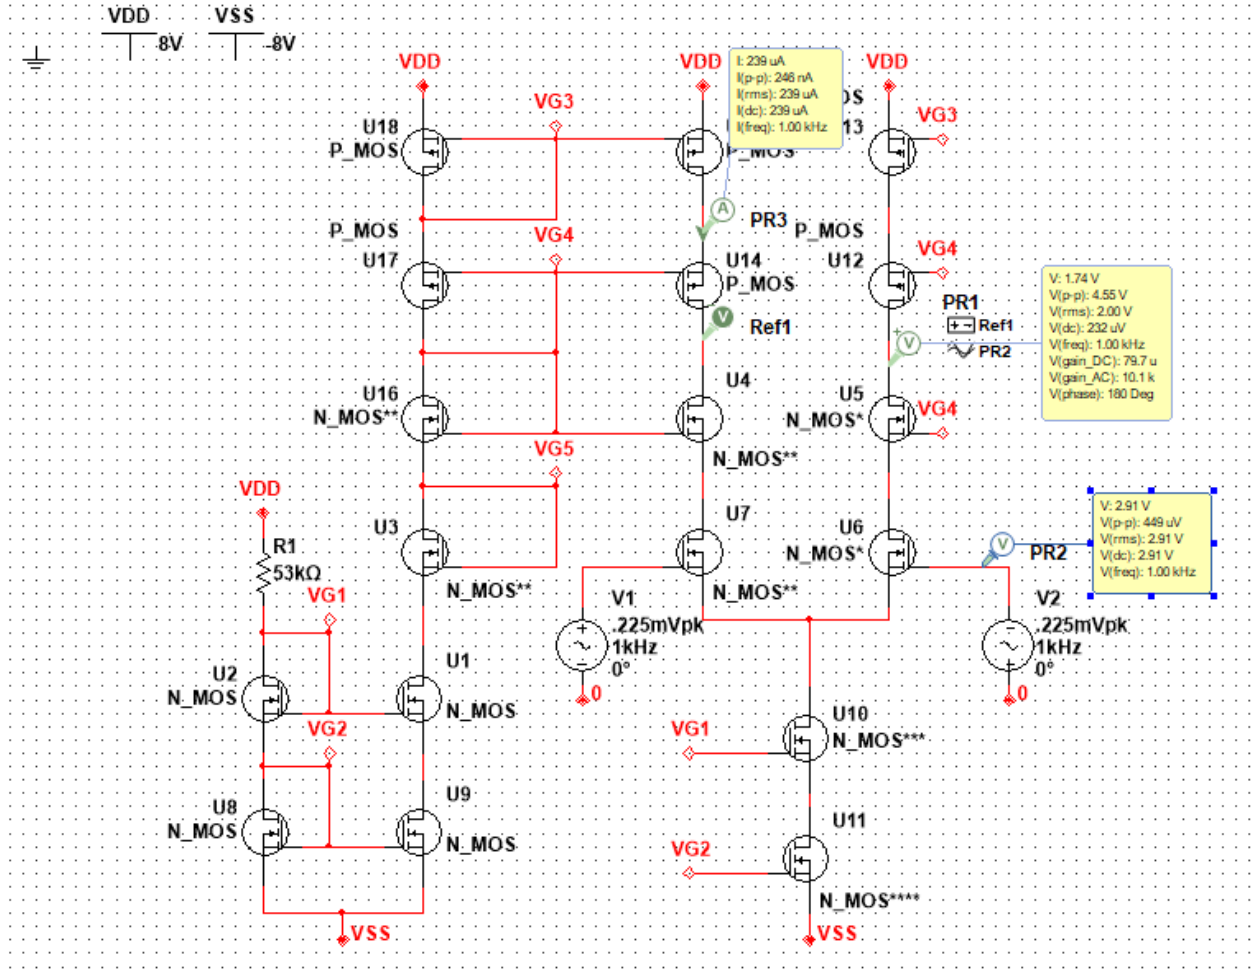 VDD
8V
VSS
-8V
VDD
VDD
VDD
I: 239 uA
I(p-p): 246 nA
I(rms): 239 uA
I(dc): 239 uA
I(freq): 1.00 kHz
VG3
VG3
U18
P_MOS
P_MOS
13
A
PR3
P_MOS
U17
VG4
U14
P_MOS
P_MOS
U12
VG4
V
Ref1
PR1
Ref1
PR2
V
V: 1.74 V
V(p-p): 4.55 V
V(rms): 2.00 V
V(dc): 232 uV
V(freq): 1.00 kHz
V(gain_DC): 79.7 u
V(gain_AC): 10.1 k
V(phase): 180 Deg
U16
N_MOS**
U4
N_MOS**
U5
N_MOS*
VG4
VG5
VDD
R1
53kΩ
U3
N_MOS**
U7
N_MOS**
U6
N_MOS*
V
PR2
V: 2.91 V
V(p-p): 449 uV
V(rms): 2.91 V
V(dc): 2.91 V
V(freq): 1.00 kHz
VG1
V1
.225mVpk
1kHz
0°
0
V2
.225mVpk
1kHz
0°
0
U2
N_MOS
U1
N_MOS
VG2
VG1
U10
N_MOS***
U8
N_MOS
U9
N_MOS
VG2
U11
N_MOS****
VSS
VSS